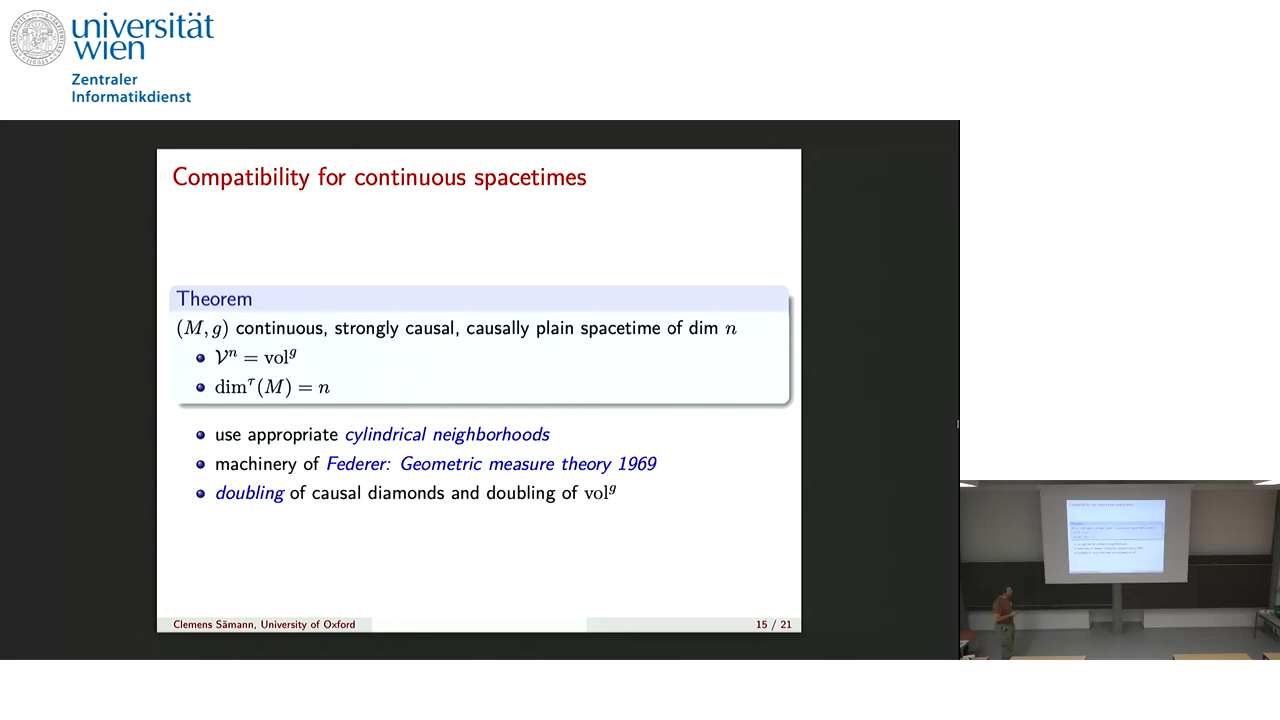 universität
wien
Zentraler
Informatikdienst
Compatibility for continuous spacetimes
Theorem
(M, g) continuous, strongly causal, causally plain spacetime of dim n
• 𝒱ⁿ = volᵍ
• dim^τ(M) = n
• use appropriate cylindrical neighborhoods
• machinery of Federer: Geometric measure theory 1969
• doubling of causal diamonds and doubling of volᵍ
Clemens Sämann, University of Oxford
15 / 21